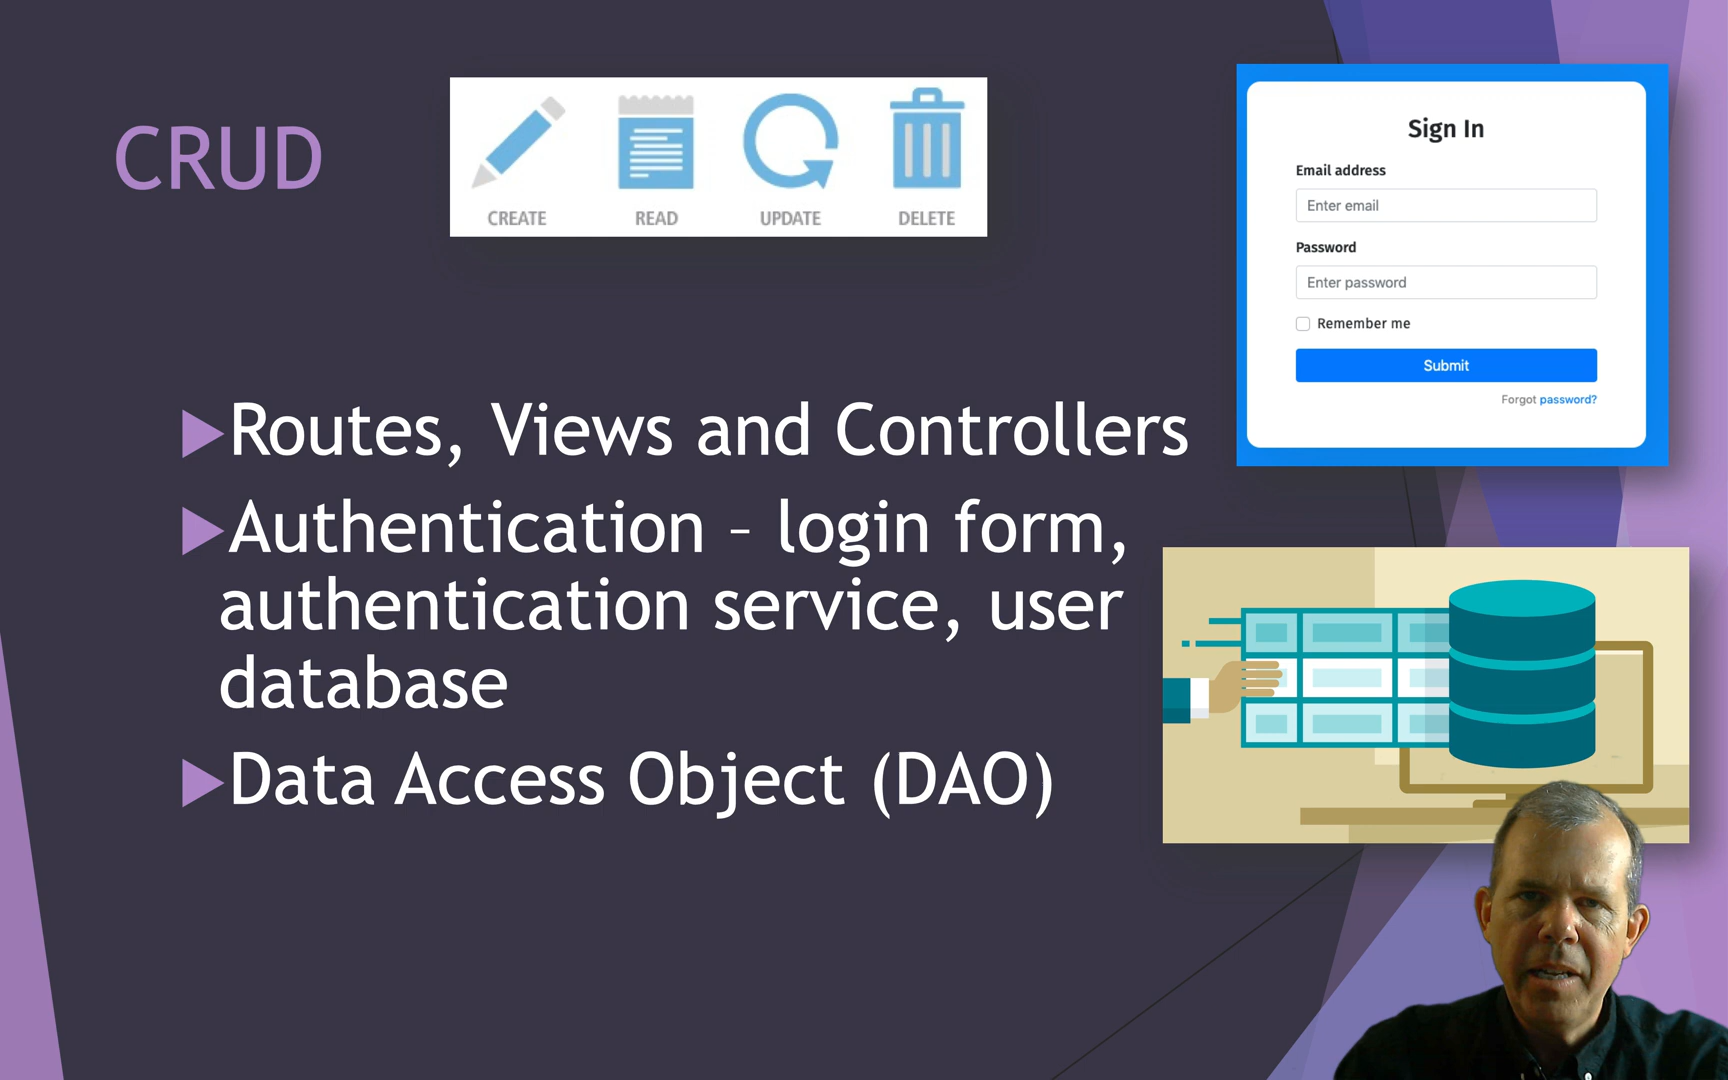 CRUD
CREATE READ UPDATE DELETE
Sign In
Email address
Enter email
Password
Enter password
Remember me
Submit
Forgot password?
Routes, Views and Controllers
Authentication – login form,
authentication service, user
database
Data Access Object (DAO)